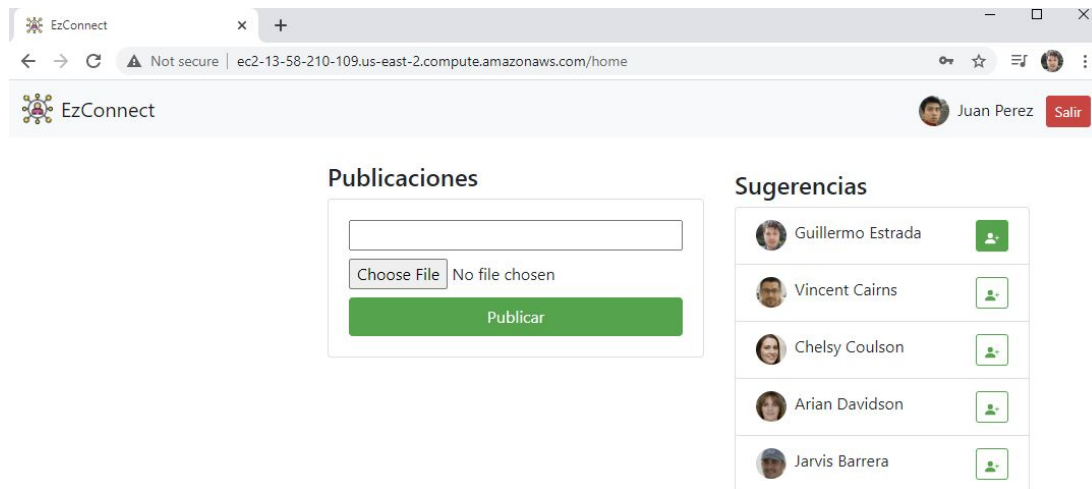 EzConnect
Not secure | ec2-13-58-210-109.us-east-2.compute.amazonaws.com/home
EzConnect
Juan Perez
Salir
Publicaciones
Choose File No file chosen
Publicar
Sugerencias
Guillermo Estrada
Vincent Cairns
Chelsy Coulson
Arian Davidson
Jarvis Barrera